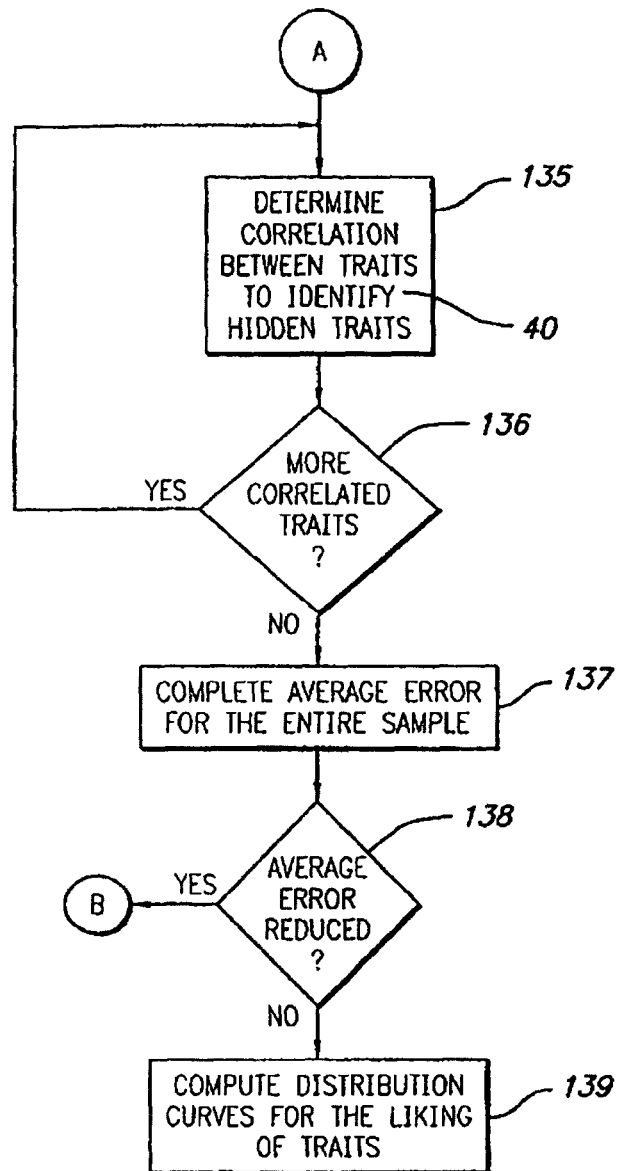 A
135
DETERMINE
CORRELATION
BETWEEN TRAITS
TO IDENTIFY
HIDDEN TRAITS
40
136
MORE
CORRELATED
TRAITS
?
YES
NO
COMPLETE AVERAGE ERROR
FOR THE ENTIRE SAMPLE
137
138
AVERAGE
ERROR
REDUCED
?
YES
B
NO
COMPUTE DISTRIBUTION
CURVES FOR THE LIKING
OF TRAITS
139